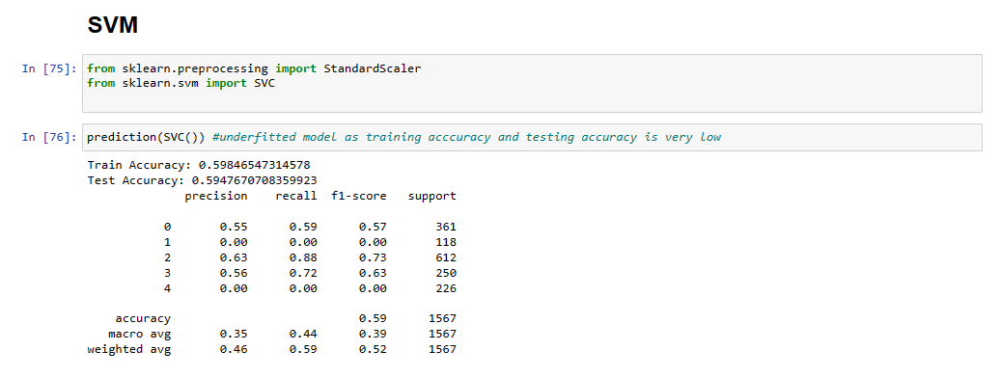 SVM
In [75]: from sklearn.preprocessing import StandardScaler
from sklearn.svm import SVC
In [76]: prediction(SVC()) #underfitted model as training acccuracy and testing accuracy is very low
Train Accuracy: 0.59846547314578
Test Accuracy: 0.5947670708359923
precision recall f1-score support
0 0.55 0.59 0.57 361
1 0.00 0.00 0.00 118
2 0.63 0.88 0.73 612
3 0.56 0.72 0.63 250
4 0.00 0.00 0.00 226
accuracy 0.59 1567
macro avg 0.35 0.44 0.39 1567
weighted avg 0.46 0.59 0.52 1567